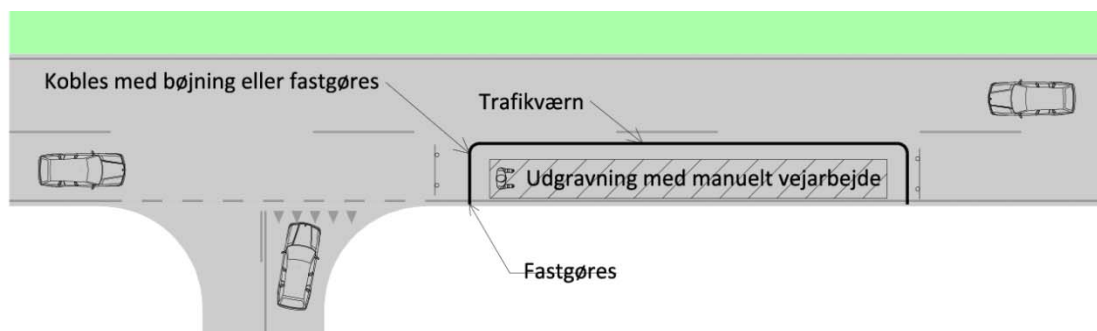 Kobles med bøjning eller fastgøres
Trafikværn
Udgravning med manuelt vejarbejde
Fastgøres